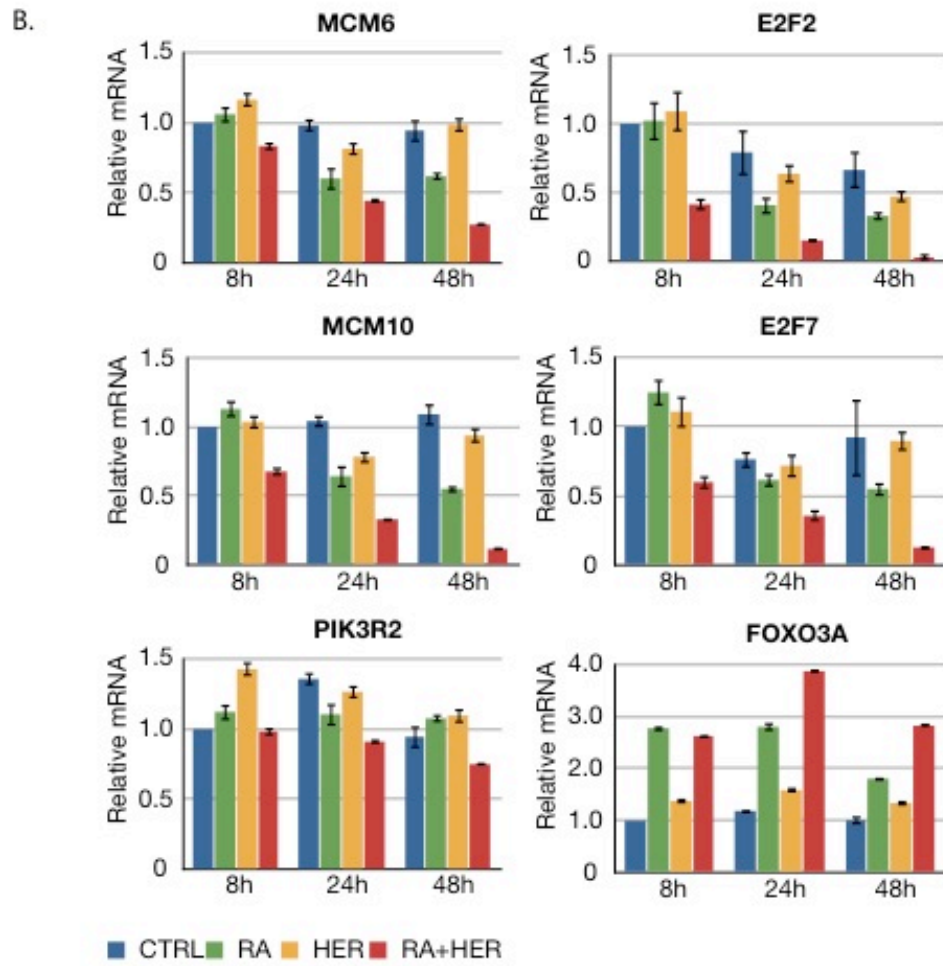 B.
MCM6
Relative mRNA
1.5
1.0
0.5
0
8h 24h 48h
E2F2
Relative mRNA
1.5
1.0
0.5
0
8h 24h 48h
MCM10
Relative mRNA
1.5
1.0
0.5
0
8h 24h 48h
E2F7
Relative mRNA
1.5
1.0
0.5
0
8h 24h 48h
PIK3R2
Relative mRNA
1.5
1.0
0.5
0
8h 24h 48h
FOXO3A
Relative mRNA
4.0
3.0
2.0
1.0
0
8h 24h 48h
CTRL RA HER RA+HER